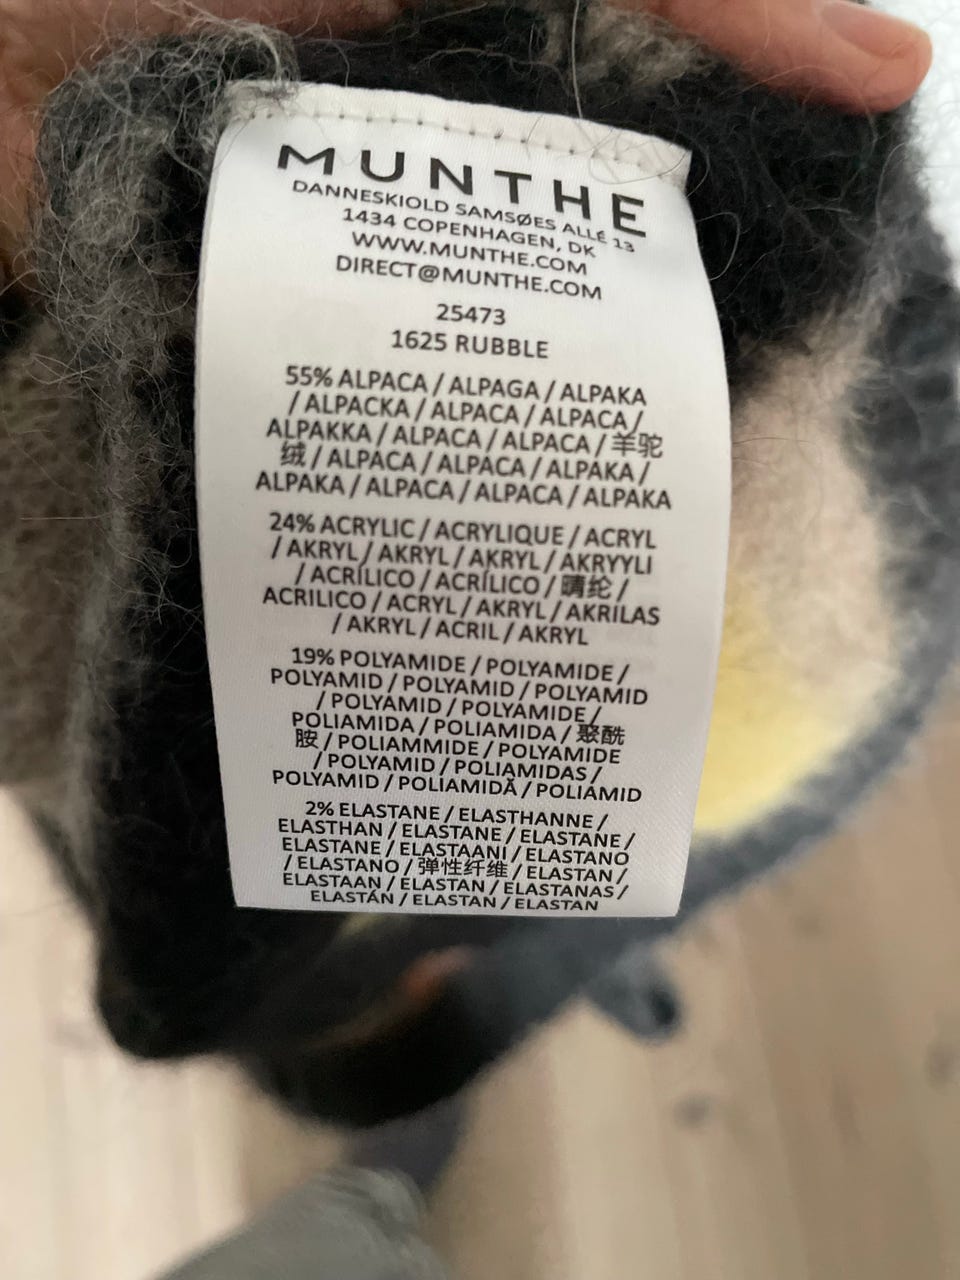 MUNTHE
DANNESKIOLD SAMSØES ALLÉ 13
1434 COPENHAGEN, DK
WWW.MUNTHE.COM
DIRECT@MUNTHE.COM
25473
1625 RUBBLE
55% ALPACA / ALPAGA / ALPAKA
/ ALPACKA / ALPACA / ALPACA /
ALPAKKA / ALPACA / ALPACA / 羊驼
绒 / ALPACA / ALPACA / ALPAKA /
ALPAKA / ALPACA / ALPACA / ALPAKA
24% ACRYLIC / ACRYLIQUE / ACRYL
/ AKRYL / AKRYL / AKRYL / AKRYYLI
/ ACRÍLICO / ACRÍLICO / 晴纶 /
ACRILICO / ACRYL / AKRYL / AKRILAS
/ AKRYL / ACRIL / AKRYL
19% POLYAMIDE / POLYAMIDE /
POLYAMID / POLYAMID / POLYAMID
/ POLYAMID / POLYAMIDE /
POLIAMIDA / POLIAMIDA / 聚酰
胺 / POLIAMMIDE / POLYAMIDE
/ POLYAMID / POLIAMIDAS /
POLYAMID / POLIAMIDĂ / POLIAMID
2% ELASTANE / ELASTHANNE /
ELASTHAN / ELASTANE / ELASTANE /
ELASTANE / ELASTAANI / ELASTANO
/ ELASTANO / 弹性纤维 / ELASTAN /
ELASTAAN / ELASTAN / ELASTANAS /
ELASTÁN / ELASTAN / ELASTAN